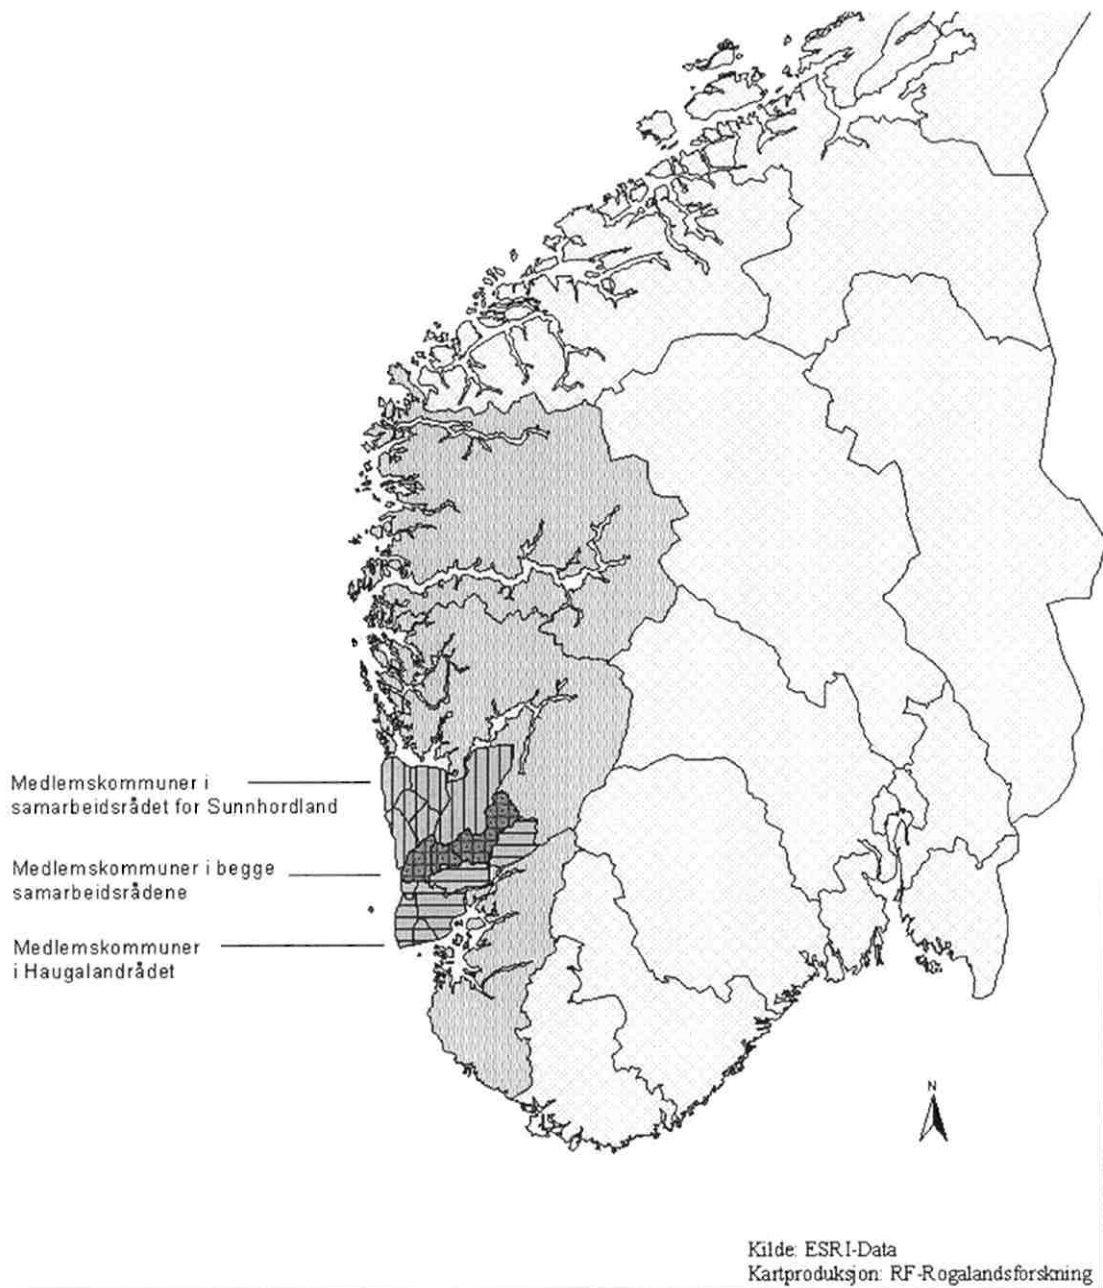 Medlemskommuner i
samarbeidsrådet for Sunnhordland
Medlemskommuner i begge
samarbeidsrådene
Medlemskommuner
i Haugalandrådet
N
Kilde: ESRI-Data
Kartproduksjon: RF-Rogalandsforskning